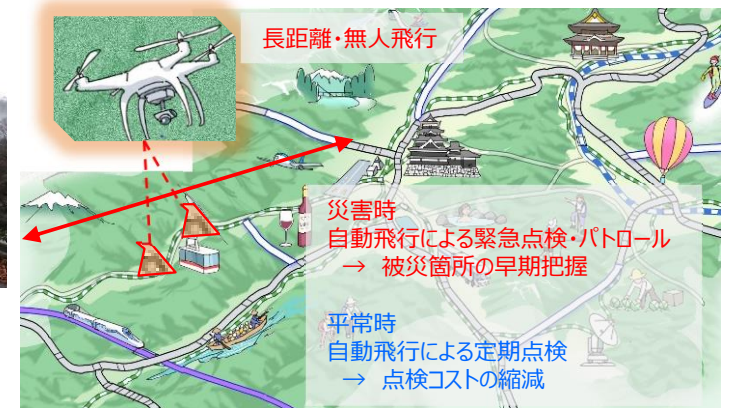 長距離・無人飛行
災害時
自動飛行による緊急点検・パトロール
→ 被災箇所の早期把握
平常時
自動飛行による定期点検
→ 点検コストの縮減